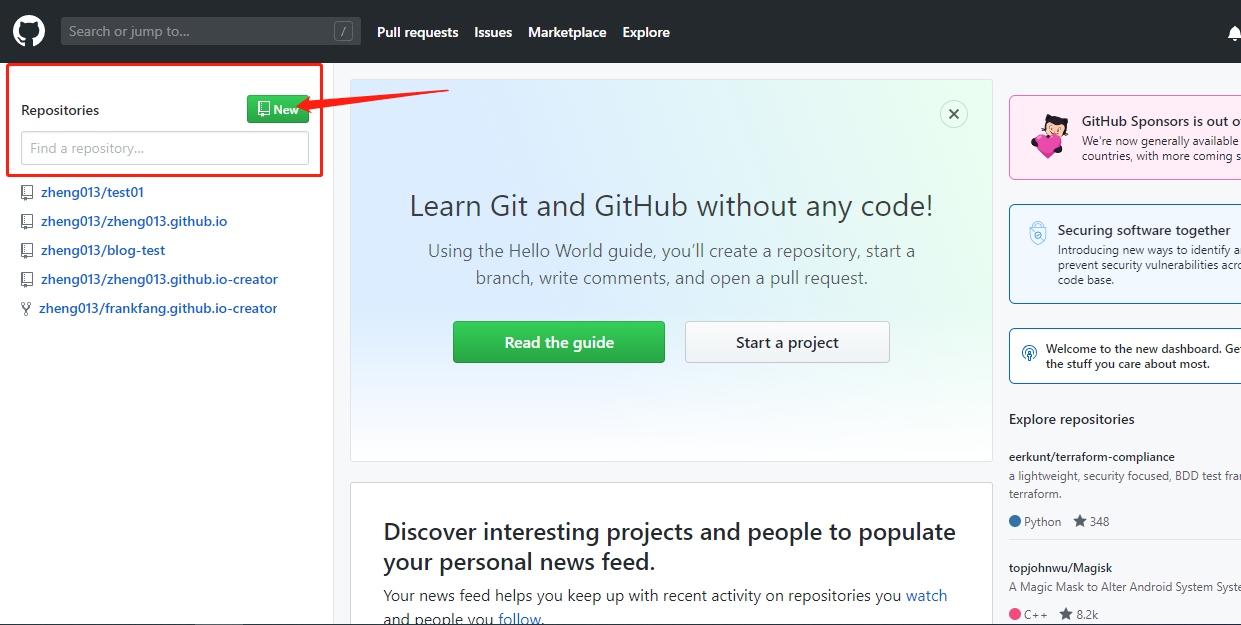 Search or jump to...
/
Pull requests
Issues
Marketplace
Explore
Repositories
New
Find a repository...
zheng013/test01
zheng013/zheng013.github.io
zheng013/blog-test
zheng013/zheng013.github.io-creator
zheng013/frankfang.github.io-creator
Learn Git and GitHub without any code!
Using the Hello World guide, you’ll create a repository, start a
branch, write comments, and open a pull request.
Read the guide
Start a project
Discover interesting projects and people to populate
your personal news feed.
Your news feed helps you keep up with recent activity on repositories you watch
and people you follow.
GitHub Sponsors is out
We're now generally available
countries, with more coming
Securing software together
Introducing new ways to identify
prevent security vulnerabilities
code base.
Welcome to the new dashboard. Get
the stuff you care about most.
Explore repositories
eerkunt/terraform-compliance
a lightweight, security focused, BDD test
terraform.
Python 348
topjohnwu/Magisk
A Magic Mask to Alter Android System
C++ 8.2k